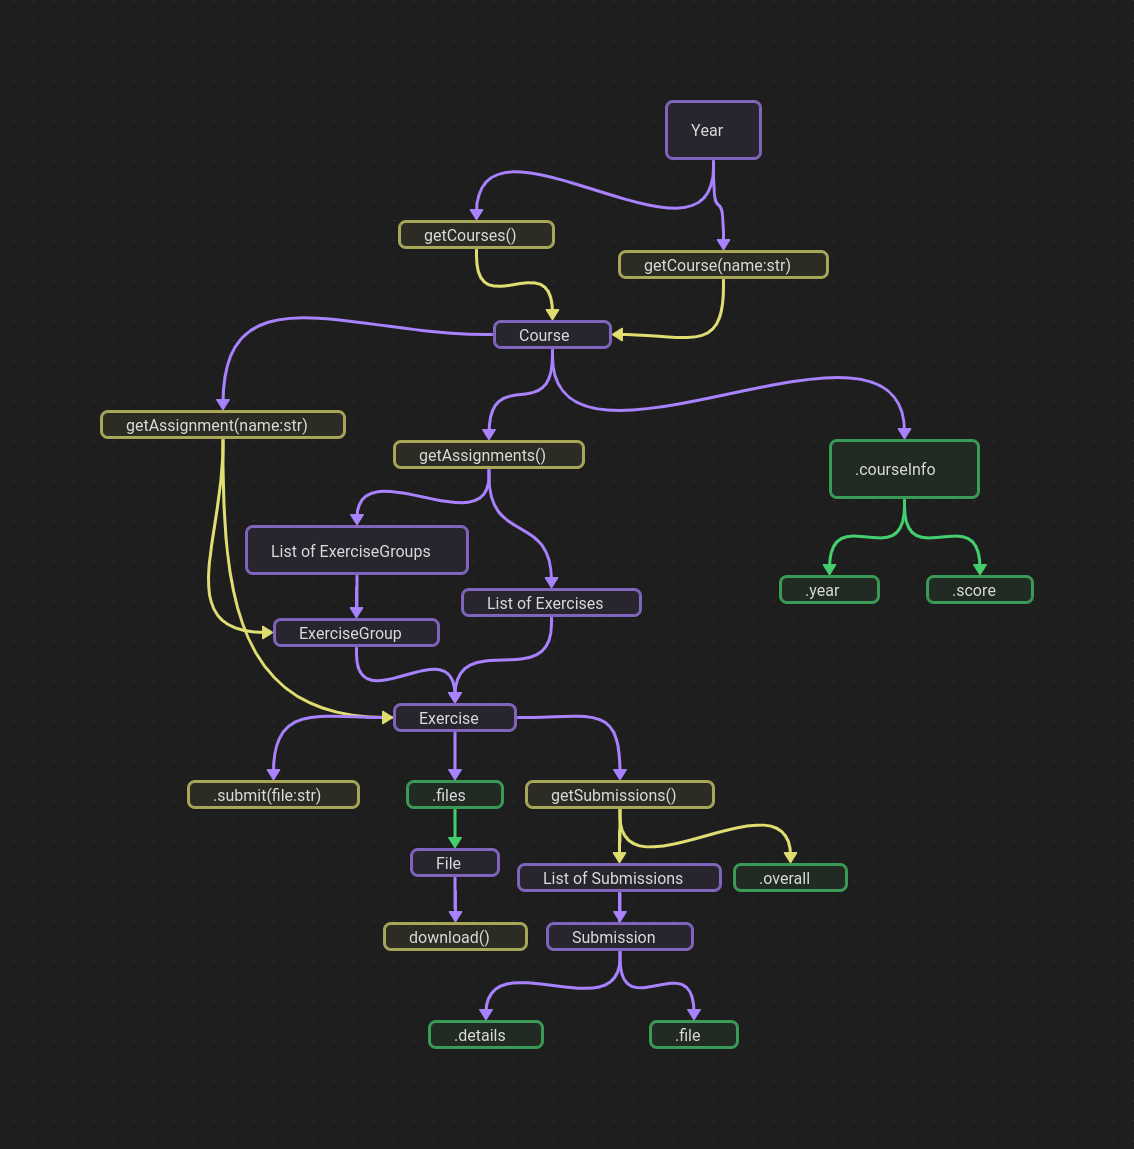 Year
getCourses()
getCourse(name:str)
Course
getAssignment(name:str)
getAssignments()
.courseInfo
List of ExerciseGroups
.year
.score
List of Exercises
ExerciseGroup
Exercise
.submit(file:str)
.files
getSubmissions()
File
List of Submissions
.overall
download()
Submission
.details
.file